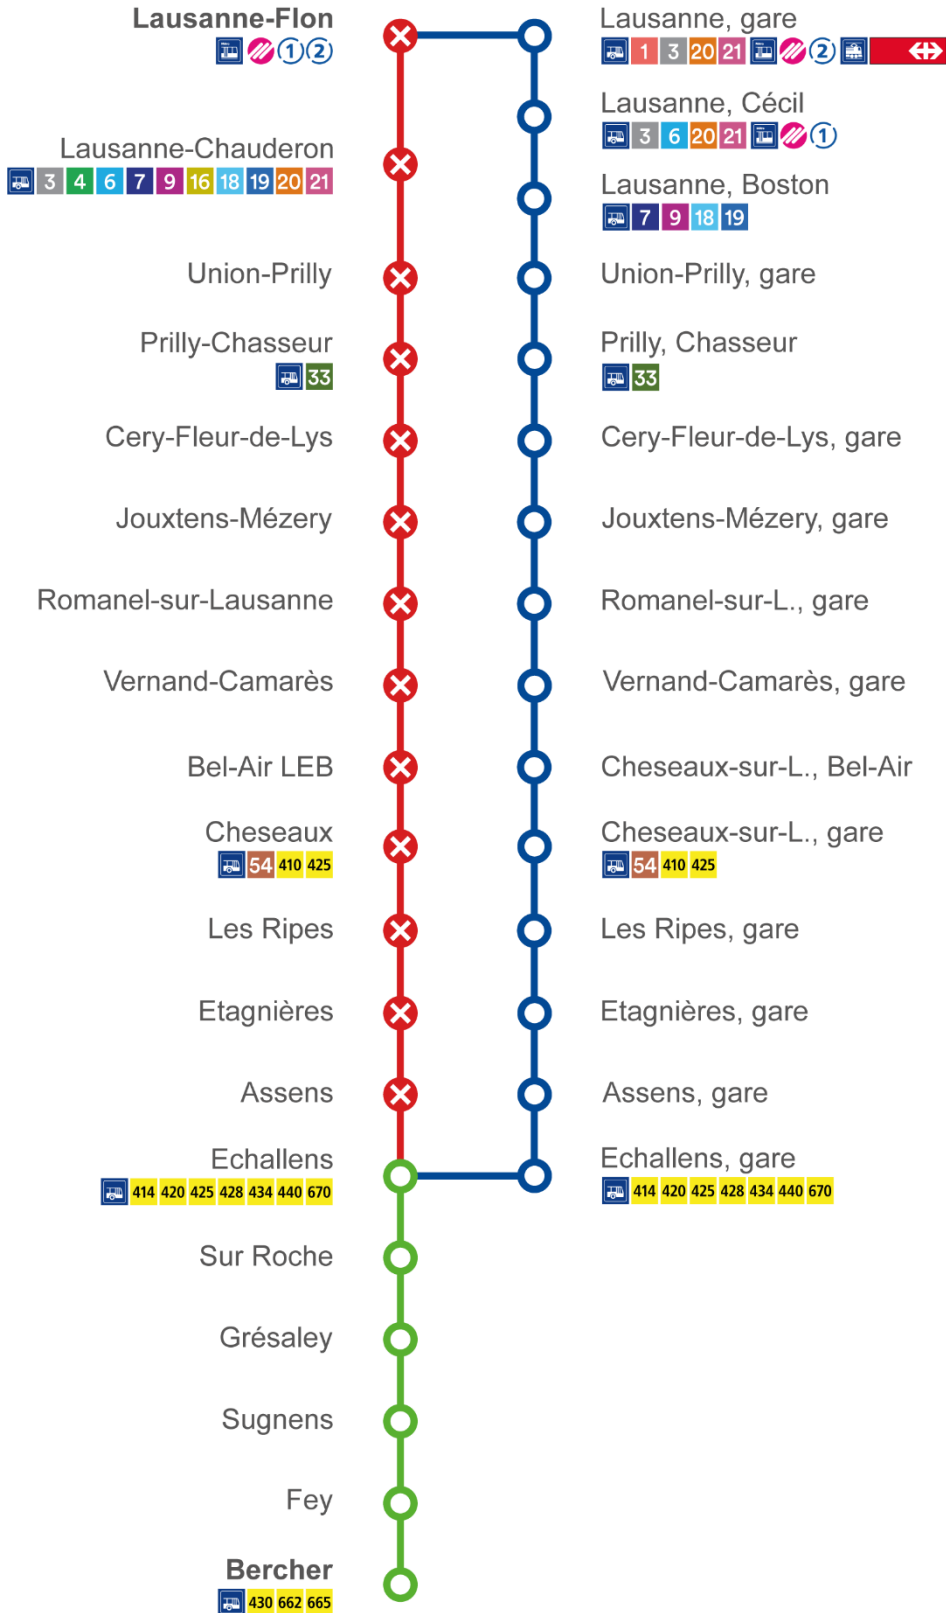 Lausanne-Flon
1 2
Lausanne-Chauderon
3 4 6 7 9 16 18 19 20 21
Union-Prilly
Prilly-Chasseur
33
Cery-Fleur-de-Lys
Jouxtens-Mézery
Romanel-sur-Lausanne
Vernand-Camarès
Bel-Air LEB
Cheseaux
54 410 425
Les Ripes
Etagnières
Assens
Echallens
414 420 425 428 434 440 670
Sur Roche
Grésaley
Sugnens
Fey
Bercher
430 662 665
Lausanne, gare
1 3 20 21 2
Lausanne, Cécil
3 6 20 21 1
Lausanne, Boston
7 9 18 19
Union-Prilly, gare
Prilly, Chasseur
33
Cery-Fleur-de-Lys, gare
Jouxtens-Mézery, gare
Romanel-sur-L., gare
Vernand-Camarès, gare
Cheseaux-sur-L., Bel-Air
Cheseaux-sur-L., gare
54 410 425
Les Ripes, gare
Etagnières, gare
Assens, gare
Echallens, gare
414 420 425 428 434 440 670